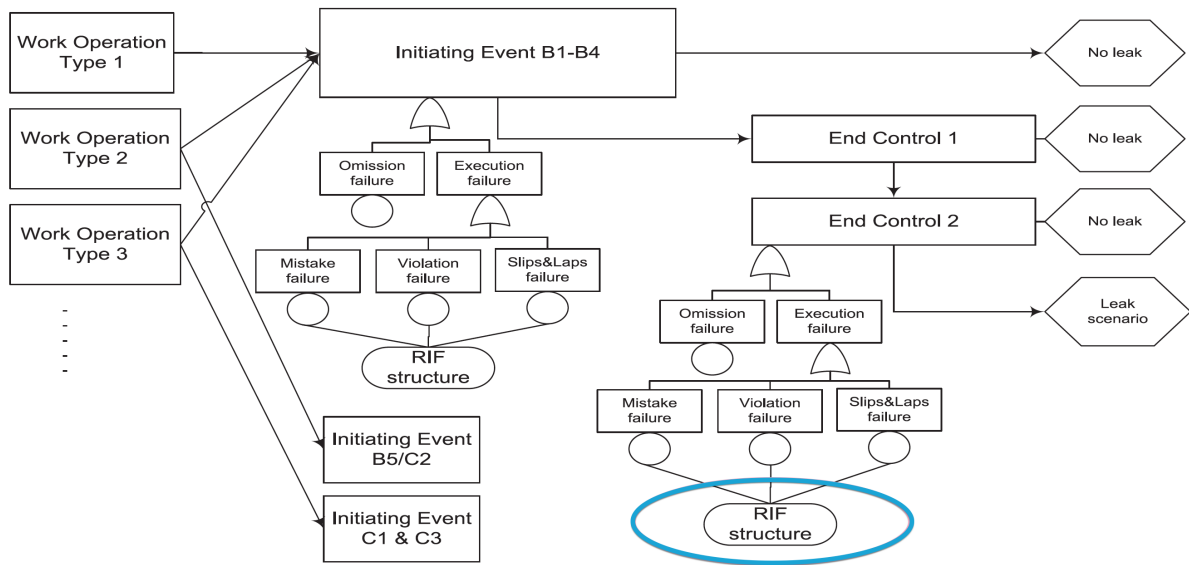 Work Operation
Type 1
Initiating Event B1-B4
No leak
Work Operation
Type 2
End Control 1
No leak
Omission
failure
Execution
failure
Work Operation
Type 3
End Control 2
No leak
Mistake
failure
Violation
failure
Slips&Laps
failure
Leak
scenario
Omission
failure
Execution
failure
RIF
structure
Mistake
failure
Violation
failure
Slips&Laps
failure
Initiating Event
B5/C2
Initiating Event
C1 & C3
RIF
structure